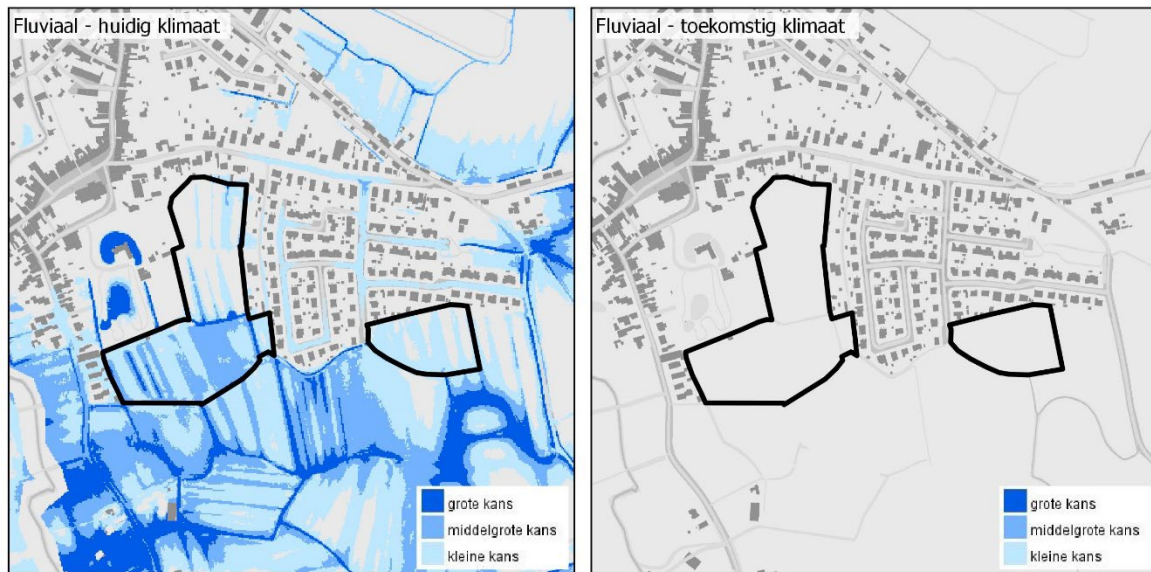 Fluviaal - huidig klimaat
grote kans
middelgrote kans
kleine kans
Fluviaal - toekomstig klimaat
grote kans
middelgrote kans
kleine kans